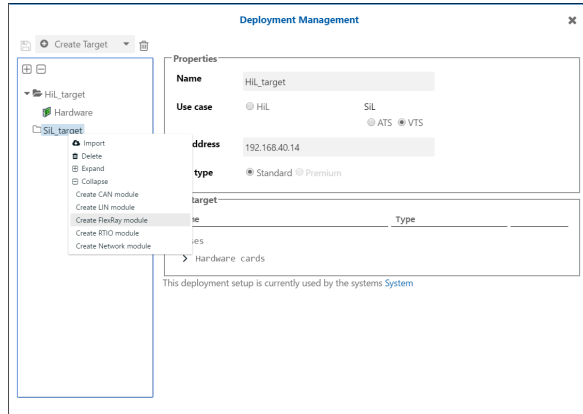 Deployment Management
Create Target
Properties
Name HiL_target
Use case HiL SiL
ATS VTS
ddress 192.168.40.14
type Standard Premium
HiL_target
Hardware
SiL_target
Import
Delete
Expand
Collapse
Create CAN module
Create LIN module
Create FlexRay module
Create RTIO module
Create Network module
target
Type
Hardware cards
This deployment setup is currently used by the systems System